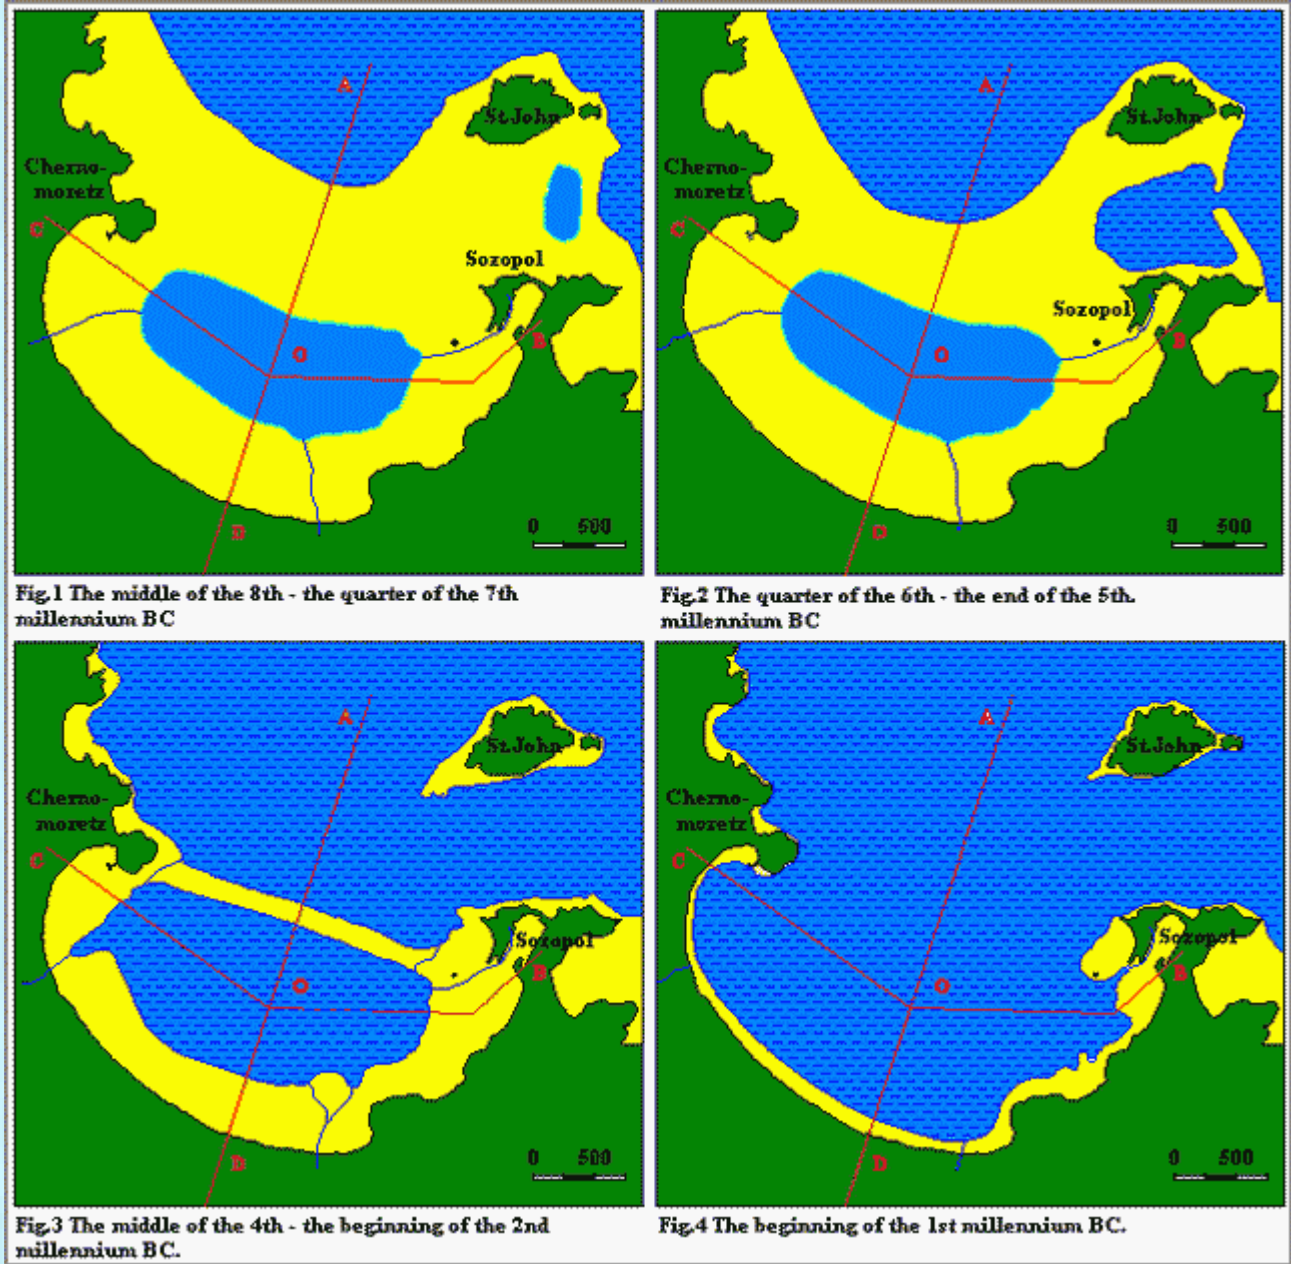 A
St.John
Cherno-
moretz
C
Sozopol
O
B
D
0 500
Fig.1 The middle of the 8th - the quarter of the 7th
millennium BC
A
St.John
Cherno-
moretz
C
Sozopol
O
B
D
0 500
Fig.2 The quarter of the 6th - the end of the 5th.
millennium BC
A
St.John
Cherno-
moretz
C
Sozopol
O
B
D
0 500
Fig.3 The middle of the 4th - the beginning of the 2nd
millennium BC.
A
St.John
Cherno-
moretz
C
Sozopol
O
B
D
0 500
Fig.4 The beginning of the 1st millennium BC.